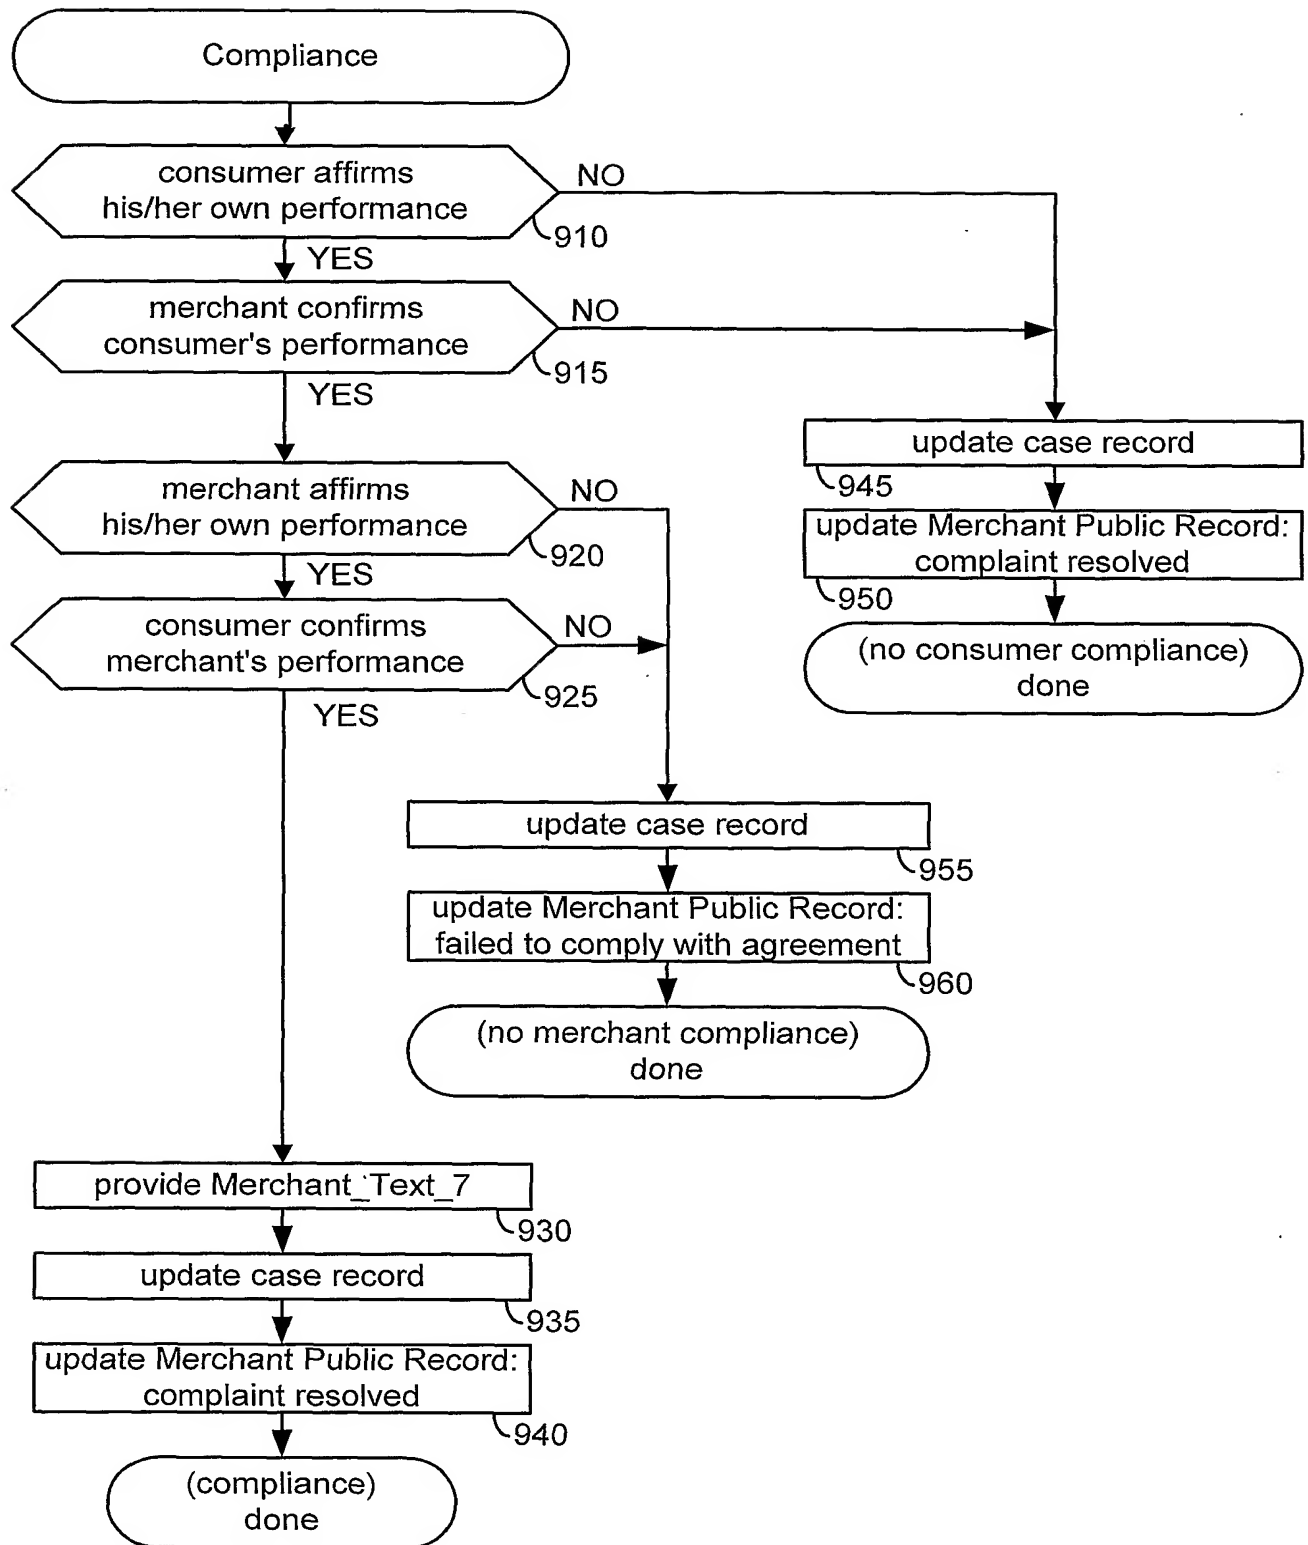 Compliance
consumer affirms
his/her own performance
NO
910
YES
merchant confirms
consumer's performance
NO
915
YES
merchant affirms
his/her own performance
NO
920
YES
consumer confirms
merchant's performance
NO
925
YES
update case record
945
update Merchant Public Record:
complaint resolved
950
(no consumer compliance)
done
update case record
955
update Merchant Public Record:
failed to comply with agreement
960
(no merchant compliance)
done
provide Merchant_Text_7
930
update case record
935
update Merchant Public Record:
complaint resolved
940
(compliance)
done